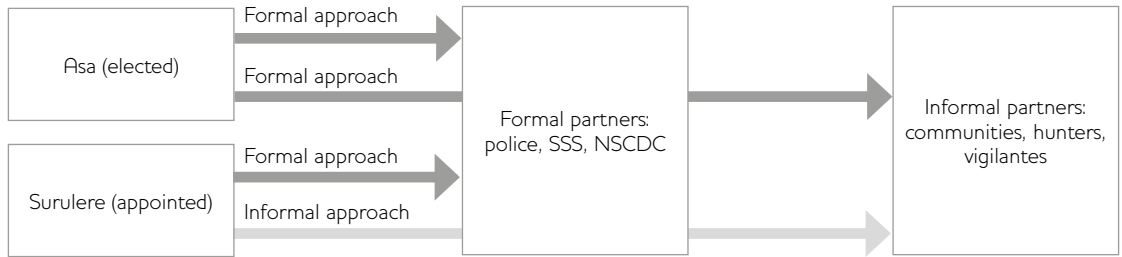 Formal approach
Asa (elected)
Formal approach
Formal partners:
police, SSS, NSCDC
Informal partners:
communities, hunters,
vigilantes
Formal approach
Surulere (appointed)
Informal approach